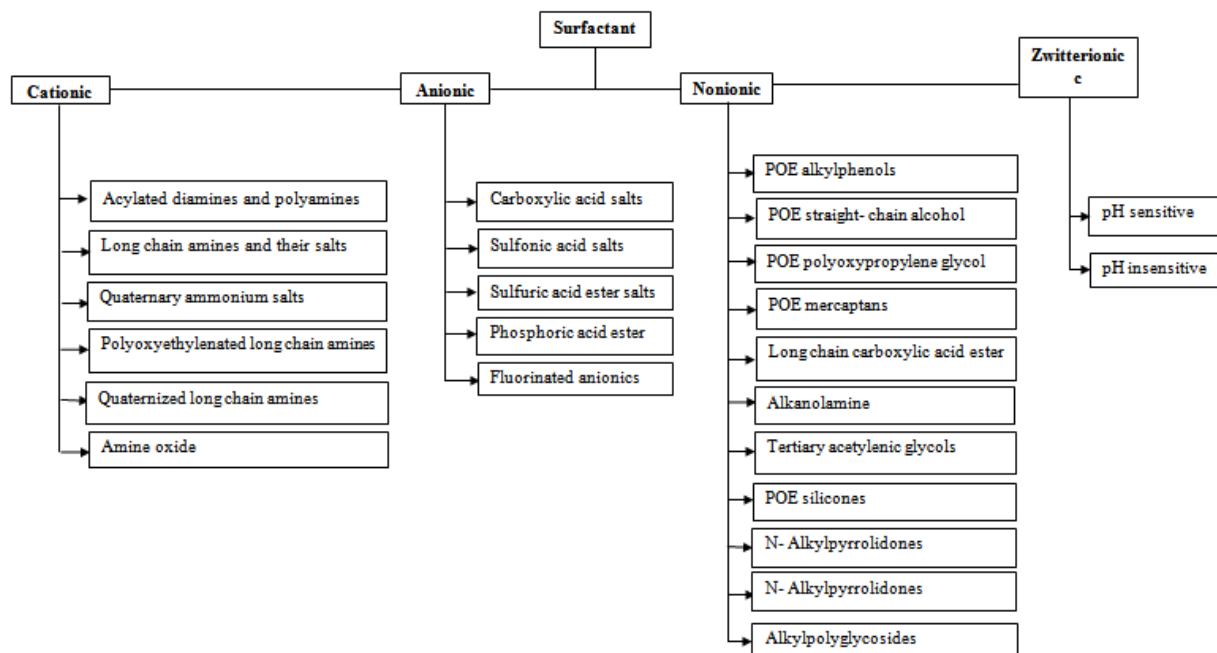 Surfactant
Cationic
Anionic
Nonionic
Zwitterionic
c
Acylated diamines and polyamines
Long chain amines and their salts
Quaternary ammonium salts
Polyoxyethylenated long chain amines
Quaternized long chain amines
Amine oxide
Carboxylic acid salts
Sulfonic acid salts
Sulfuric acid ester salts
Phosphoric acid ester
Fluorinated anionics
POE alkylphenols
POE straight- chain alcohol
POE polyoxypropylene glycol
POE mercaptans
Long chain carboxylic acid ester
Alkanolamine
Tertiary acetylenic glycols
POE silicones
N- Alkylpyrrolidones
N- Alkylpyrrolidones
Alkylpolyglycosides
pH sensitive
pH insensitive